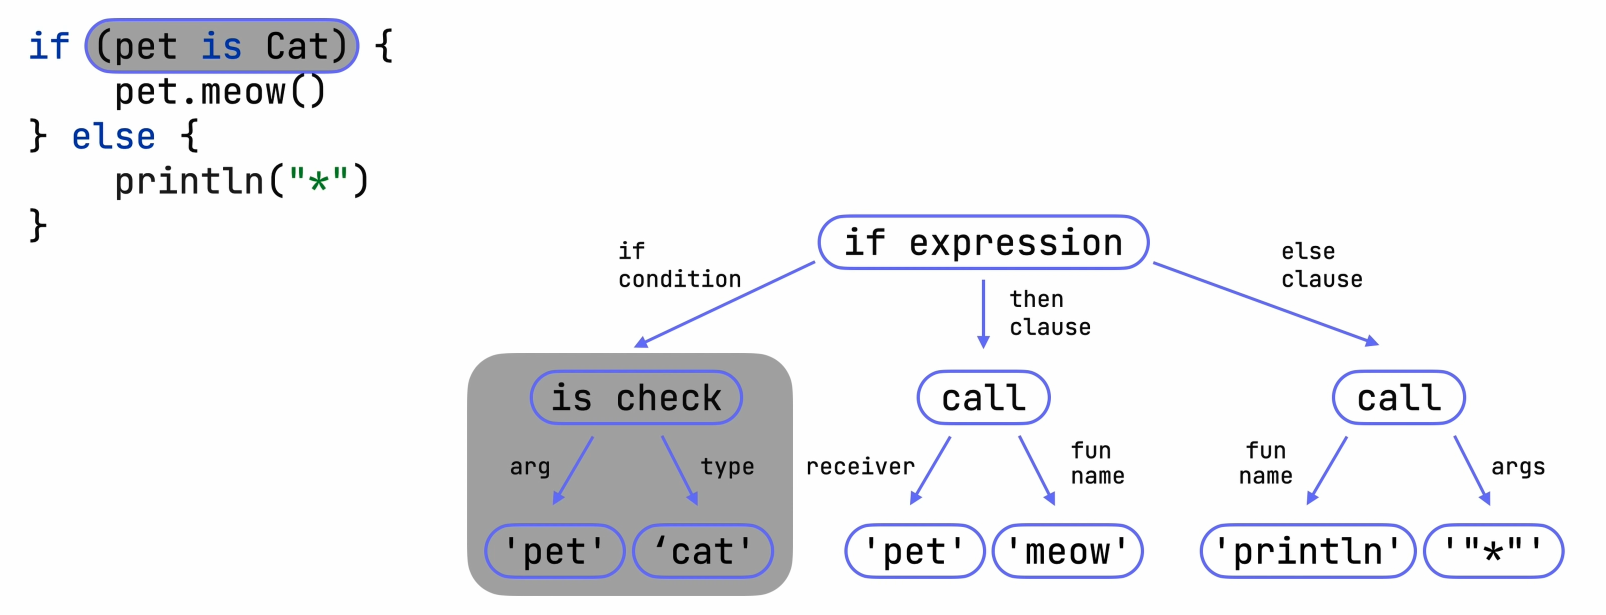 if (pet is Cat) {
    pet.meow()
} else {
    println("*")
}
if expression
if
condition
then
clause
else
clause
is check
call
call
arg
type
receiver
fun
name
fun
name
args
'pet'
‘cat'
'pet'
'meow'
'println'
'"*"'